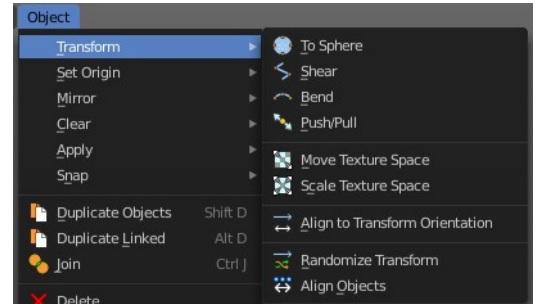 Object
Transform
Set Origin
Mirror
Clear
Apply
Snap
Duplicate Objects Shift D
Duplicate Linked Alt D
Join Ctrl J
Delete
To Sphere
Shear
Bend
Push/Pull
Move Texture Space
Scale Texture Space
Align to Transform Orientation
Randomize Transform
Align Objects